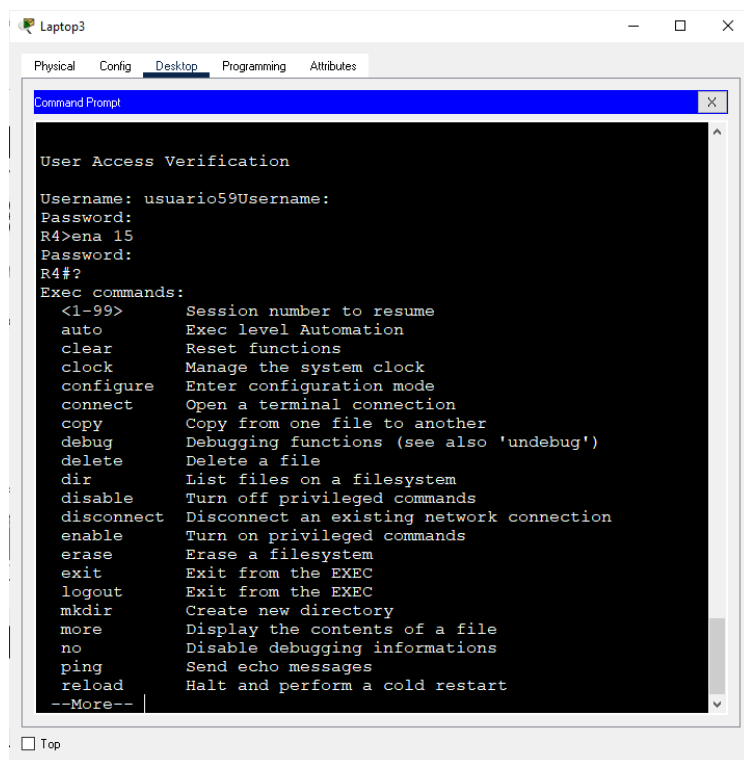 Laptop3
Physical Config Desktop Programming Attributes
Command Prompt
X
User Access Verification
Username: usuario59Username:
Password:
R4>ena 15
Password:
R4#?
Exec commands:
<1-99> Session number to resume
auto Exec level Automation
clear Reset functions
clock Manage the system clock
configure Enter configuration mode
connect Open a terminal connection
copy Copy from one file to another
debug Debugging functions (see also 'undebug')
delete Delete a file
dir List files on a filesystem
disable Turn off privileged commands
disconnect Disconnect an existing network connection
enable Turn on privileged commands
erase Erase a filesystem
exit Exit from the EXEC
logout Exit from the EXEC
mkdir Create new directory
more Display the contents of a file
no Disable debugging informations
ping Send echo messages
reload Halt and perform a cold restart
--More--
Top